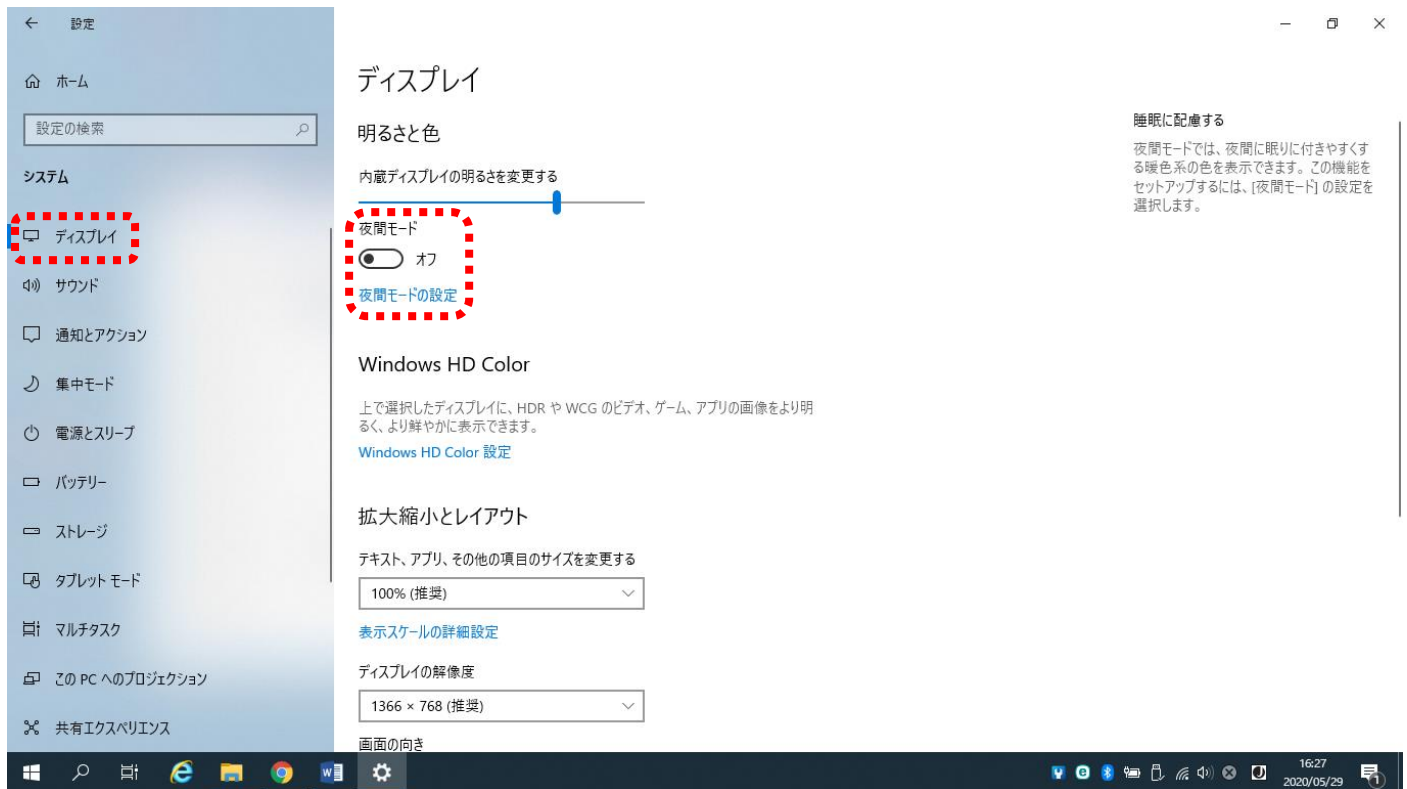 設定
ホーム
設定の検索
システム
ディスプレイ
サウンド
通知とアクション
集中モード
電源とスリープ
バッテリー
ストレージ
タブレット モード
マルチタスク
この PC へのプロジェクション
共有エクスペリエンス
ディスプレイ
明るさと色
内蔵ディスプレイの明るさを変更する
夜間モード
オフ
夜間モードの設定
Windows HD Color
上で選択したディスプレイに、HDR や WCG のビデオ、ゲーム、アプリの画像をより明
るく、より鮮やかに表示できます。
Windows HD Color 設定
拡大縮小とレイアウト
テキスト、アプリ、その他の項目のサイズを変更する
100% (推奨)
表示スケールの詳細設定
ディスプレイの解像度
1366 × 768 (推奨)
画面の向き
睡眠に配慮する
夜間モードでは、夜間に眠りに付きやすくす
る暖色系の色を表示できます。この機能を
セットアップするには、[夜間モード] の設定を
選択します。
16:27
2020/05/29
1